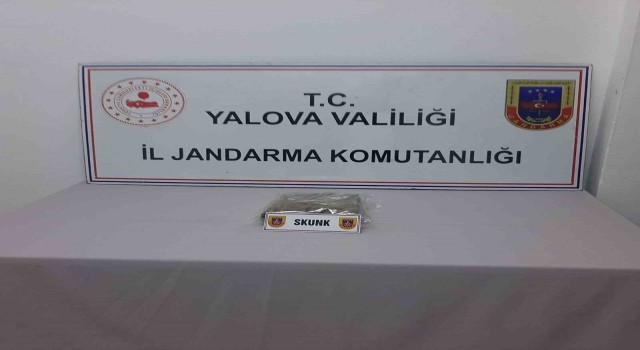 T.C.
YALOVA VALİLİĞİ
İL JANDARMA KOMUTANLIĞI
SKUNK